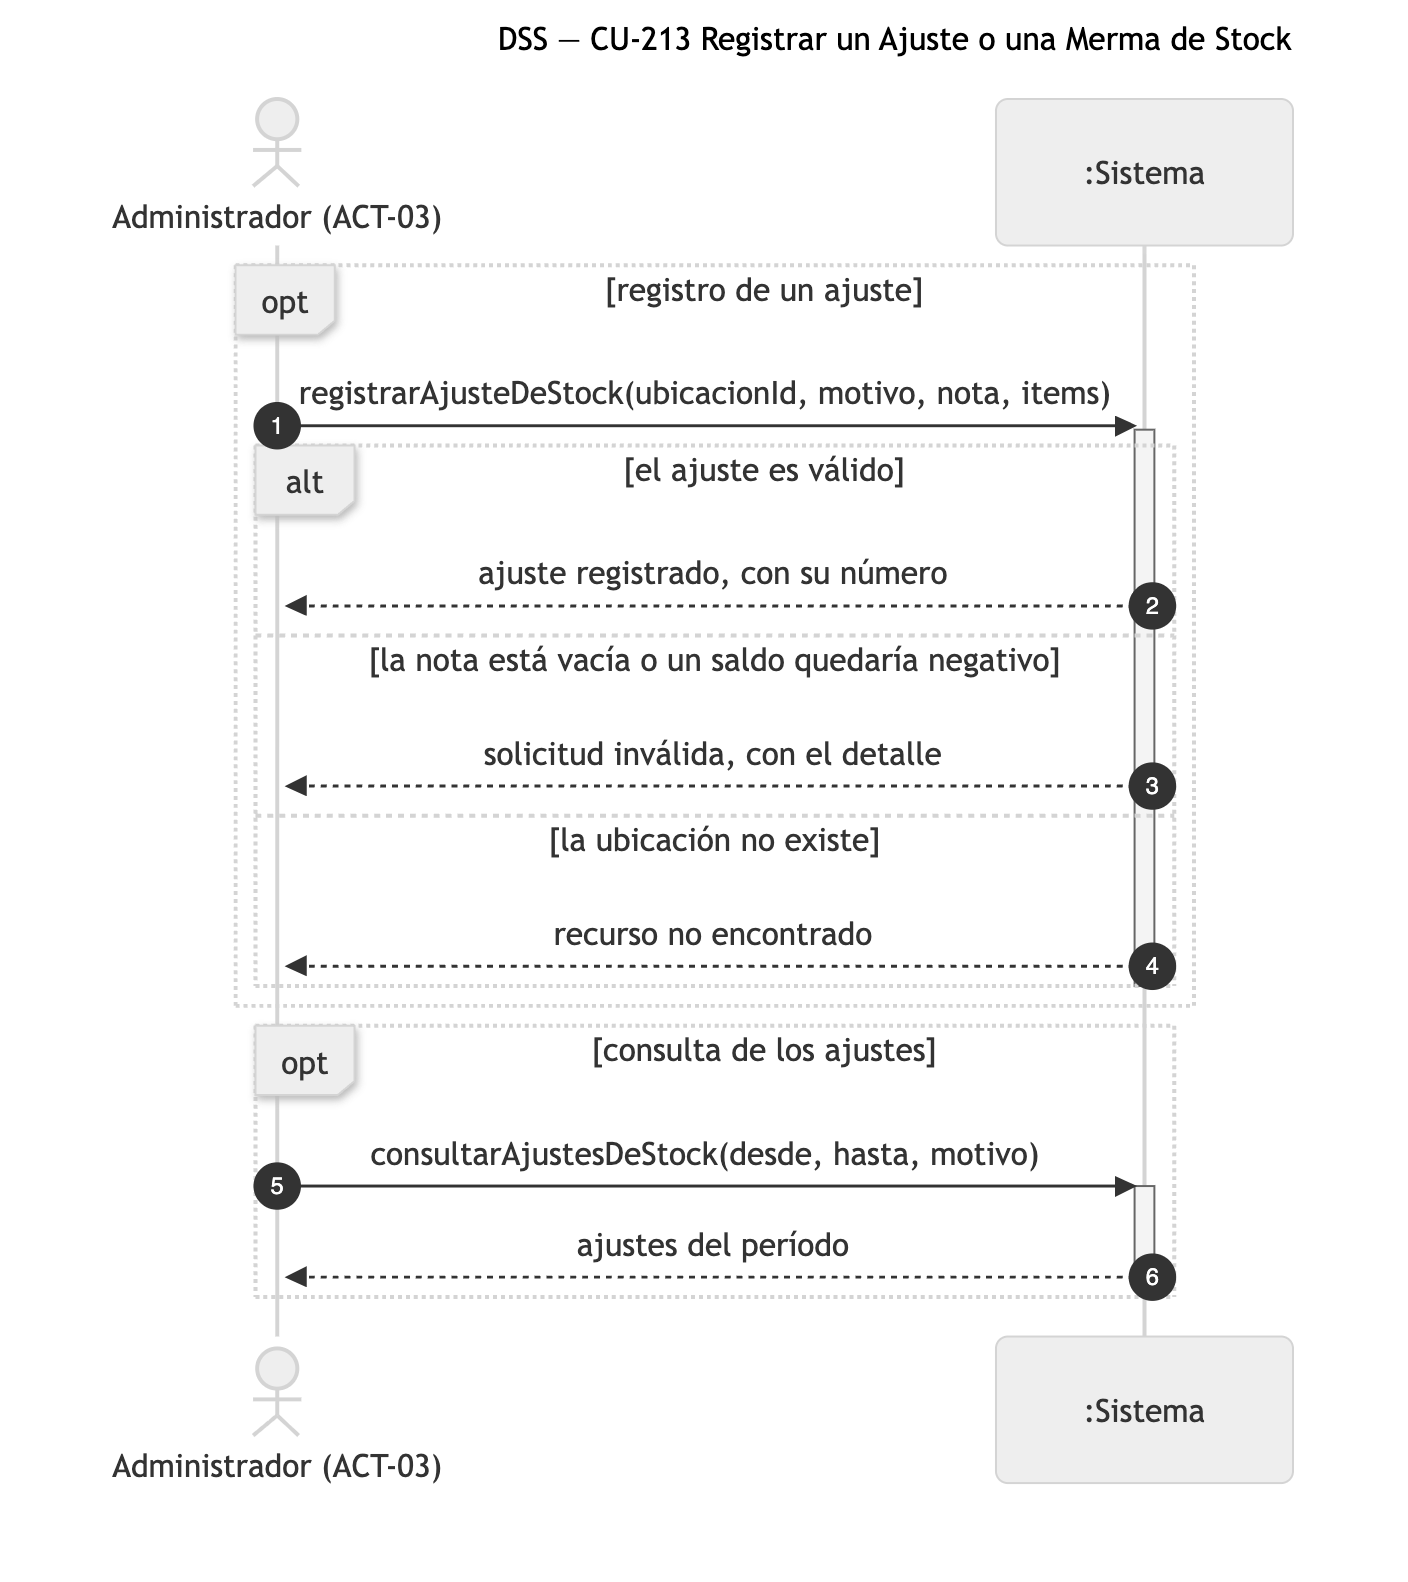 DSS — CU-213 Registrar un Ajuste o una Merma de Stock
Administrador (ACT-03)
:Sistema
opt
[registro de un ajuste]
registrarAjusteDeStock(ubicacionId, motivo, nota, items)
1
alt
[el ajuste es válido]
ajuste registrado, con su número
2
[la nota está vacía o un saldo quedaría negativo]
solicitud inválida, con el detalle
3
[la ubicación no existe]
recurso no encontrado
4
opt
[consulta de los ajustes]
consultarAjustesDeStock(desde, hasta, motivo)
5
ajustes del período
6
Administrador (ACT-03)
:Sistema